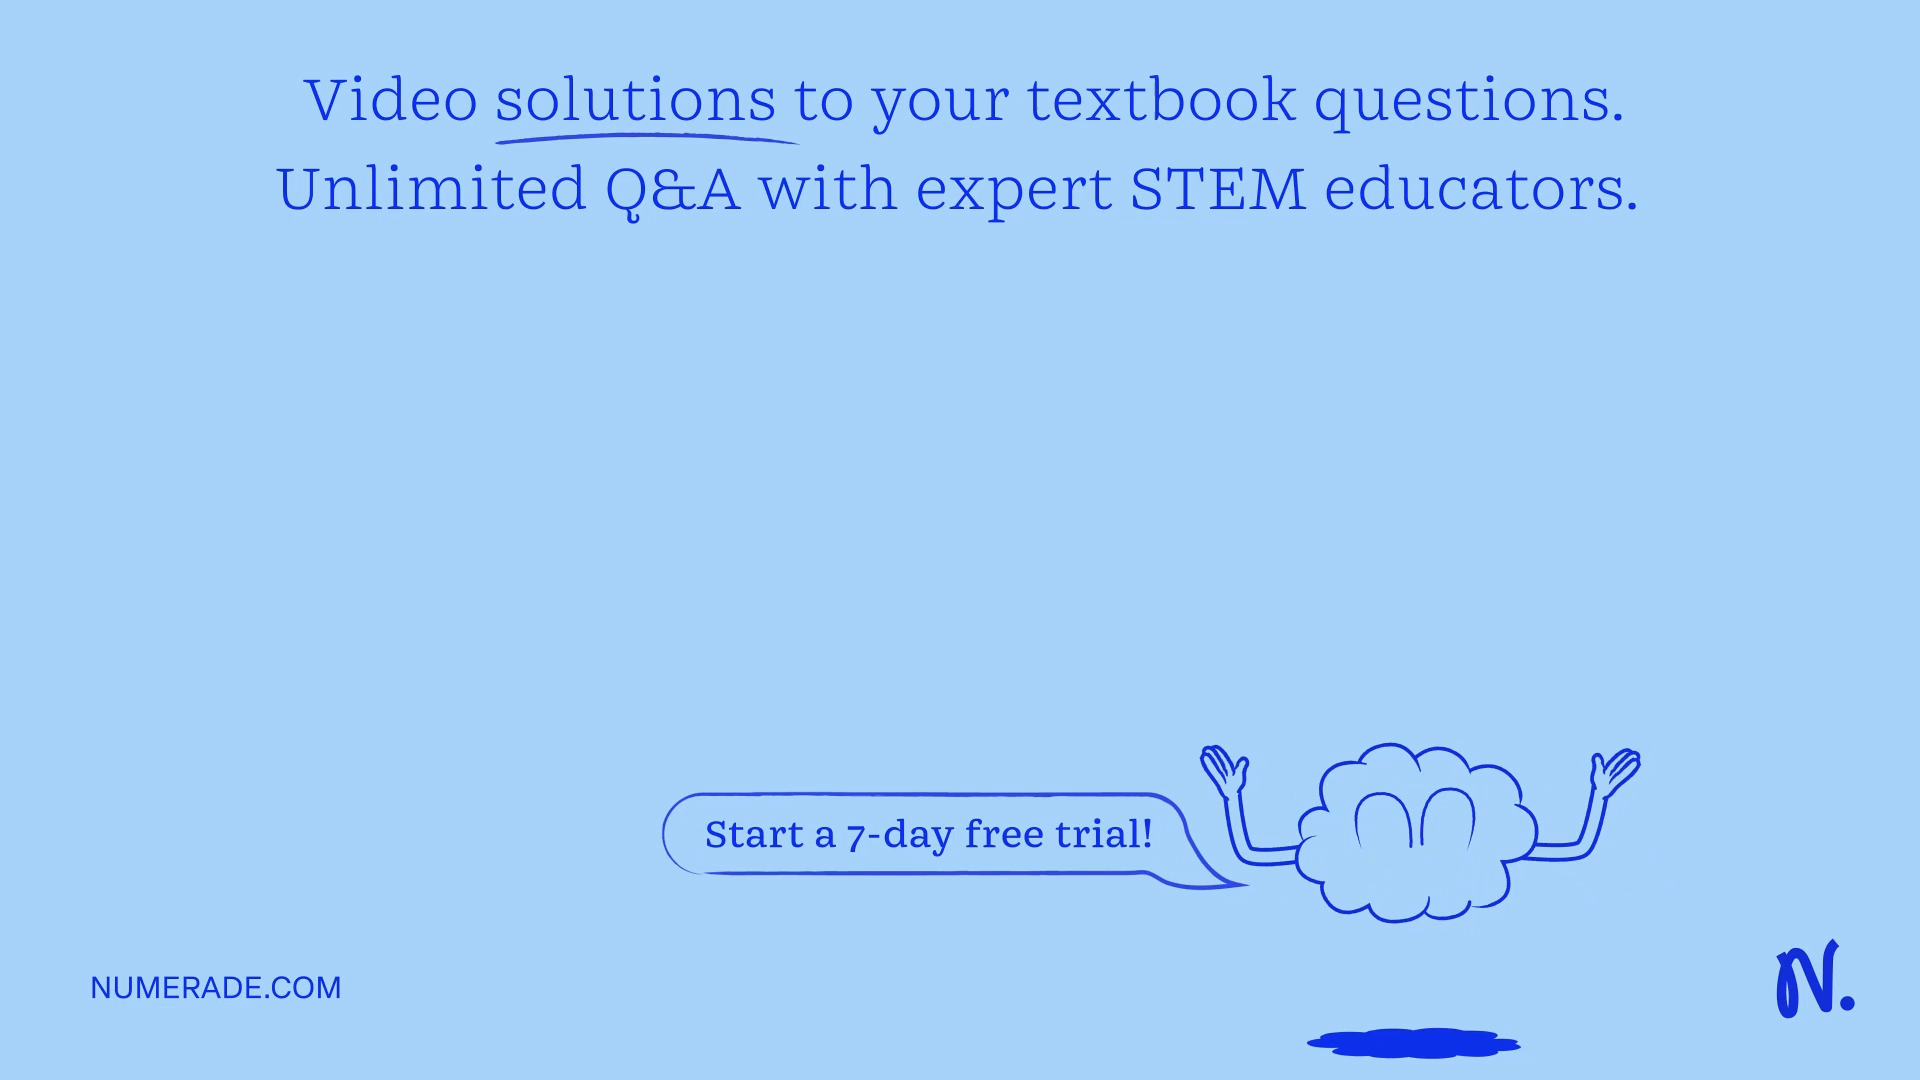 Video solutions to your textbook questions.
Unlimited Q&A with expert STEM educators.
Start a 7-day free trial!
NUMERADE.COM
N.